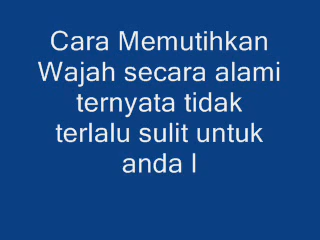 Cara Memutihkan
Wajah secara alami
ternyata tidak
terlalu sulit untuk
anda l